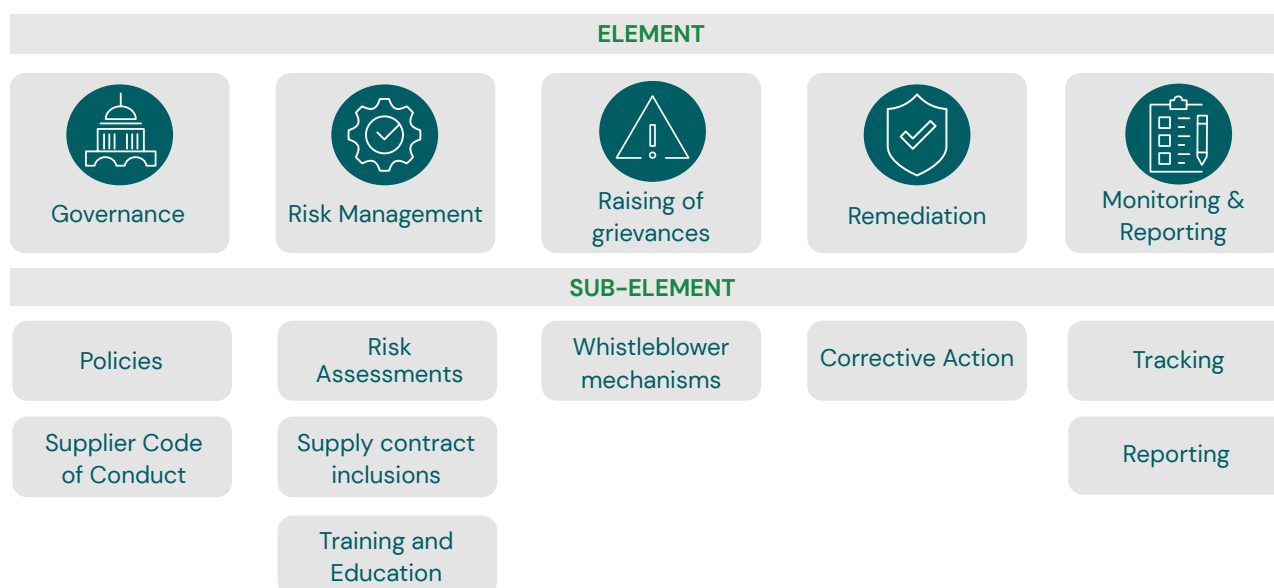 ELEMENT
Governance
Risk Management
Raising of
grievances
Remediation
Monitoring &
Reporting
SUB-ELEMENT
Policies
Risk
Assessments
Whistleblower
mechanisms
Corrective Action
Tracking
Supplier Code
of Conduct
Supply contract
inclusions
Reporting
Training and
Education